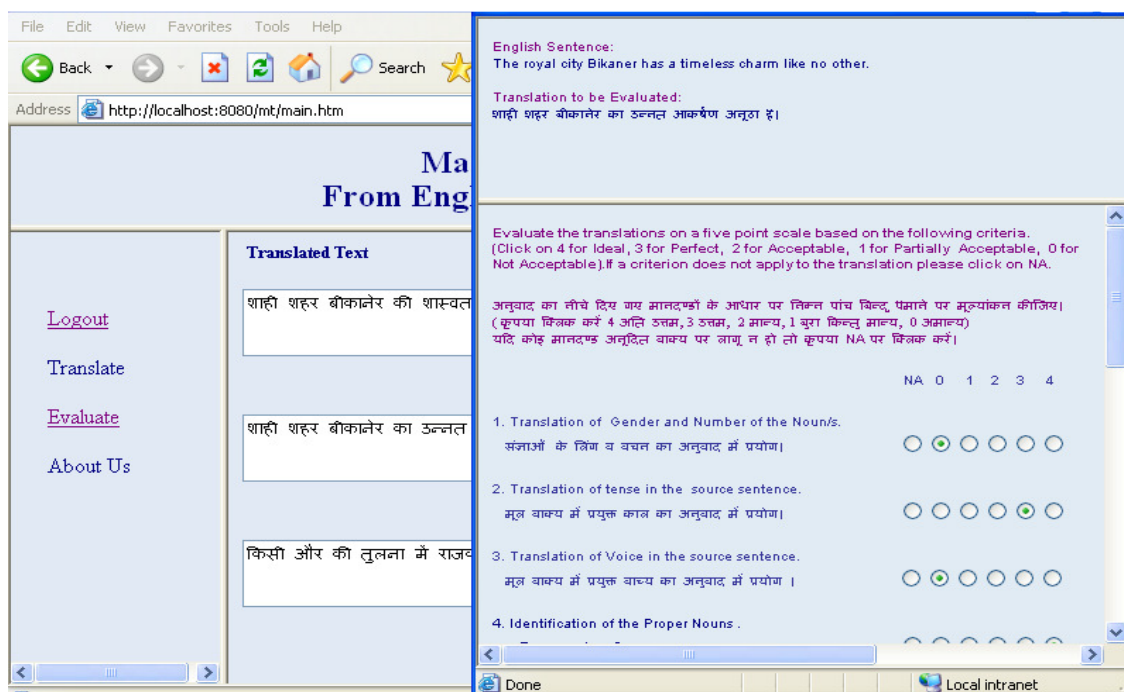 File Edit View Favorites Tools Help
Back Search
Address http://localhost:8080/mt/main.htm
Ma
From Eng
Logout
Translate
Evaluate
About Us
Translated Text
शाही शहर बीकानेर की शास्वत
शाही शहर बीकानेर का उन्नत
किसी और की तुलना में राजव
English Sentence:
The royal city Bikaner has a timeless charm like no other.
Translation to be Evaluated:
शाही शहर बीकानेर का उन्नत आकर्षण अनूठा हैं।
Evaluate the translations on a five point scale based on the following criteria.
(Click on 4 for Ideal, 3 for Perfect, 2 for Acceptable, 1 for Partially Acceptable, 0 for
Not Acceptable).If a criterion does not apply to the translation please click on NA.
अनुवाद का नीचे दिए गए मानदण्डों के आधार पर निम्न पांच बिन्दू पैमाने पर मूल्यांकन कीजिए।
(कृपया क्लिक करें 4 अति उत्तम, 3 उत्तम, 2 मान्य, 1 बुरा किन्तु मान्य, 0 अमान्य)
यदि कोइ मानदण्ड अनूदित वाक्य पर लागू न हो तो कृपया NA पर क्लिक करें।
NA 0 1 2 3 4
1. Translation of Gender and Number of the Noun/s.
संज्ञाओं के लिंग व वचन का अनुवाद में प्रयोग।
2. Translation of tense in the source sentence.
मूल वाक्य में प्रयुक्त काल का अनुवाद में प्रयोग।
3. Translation of Voice in the source sentence.
मूल वाक्य में प्रयुक्त वाच्य का अनुवाद में प्रयोग ।
4. Identification of the Proper Nouns .
Done
Local intranet